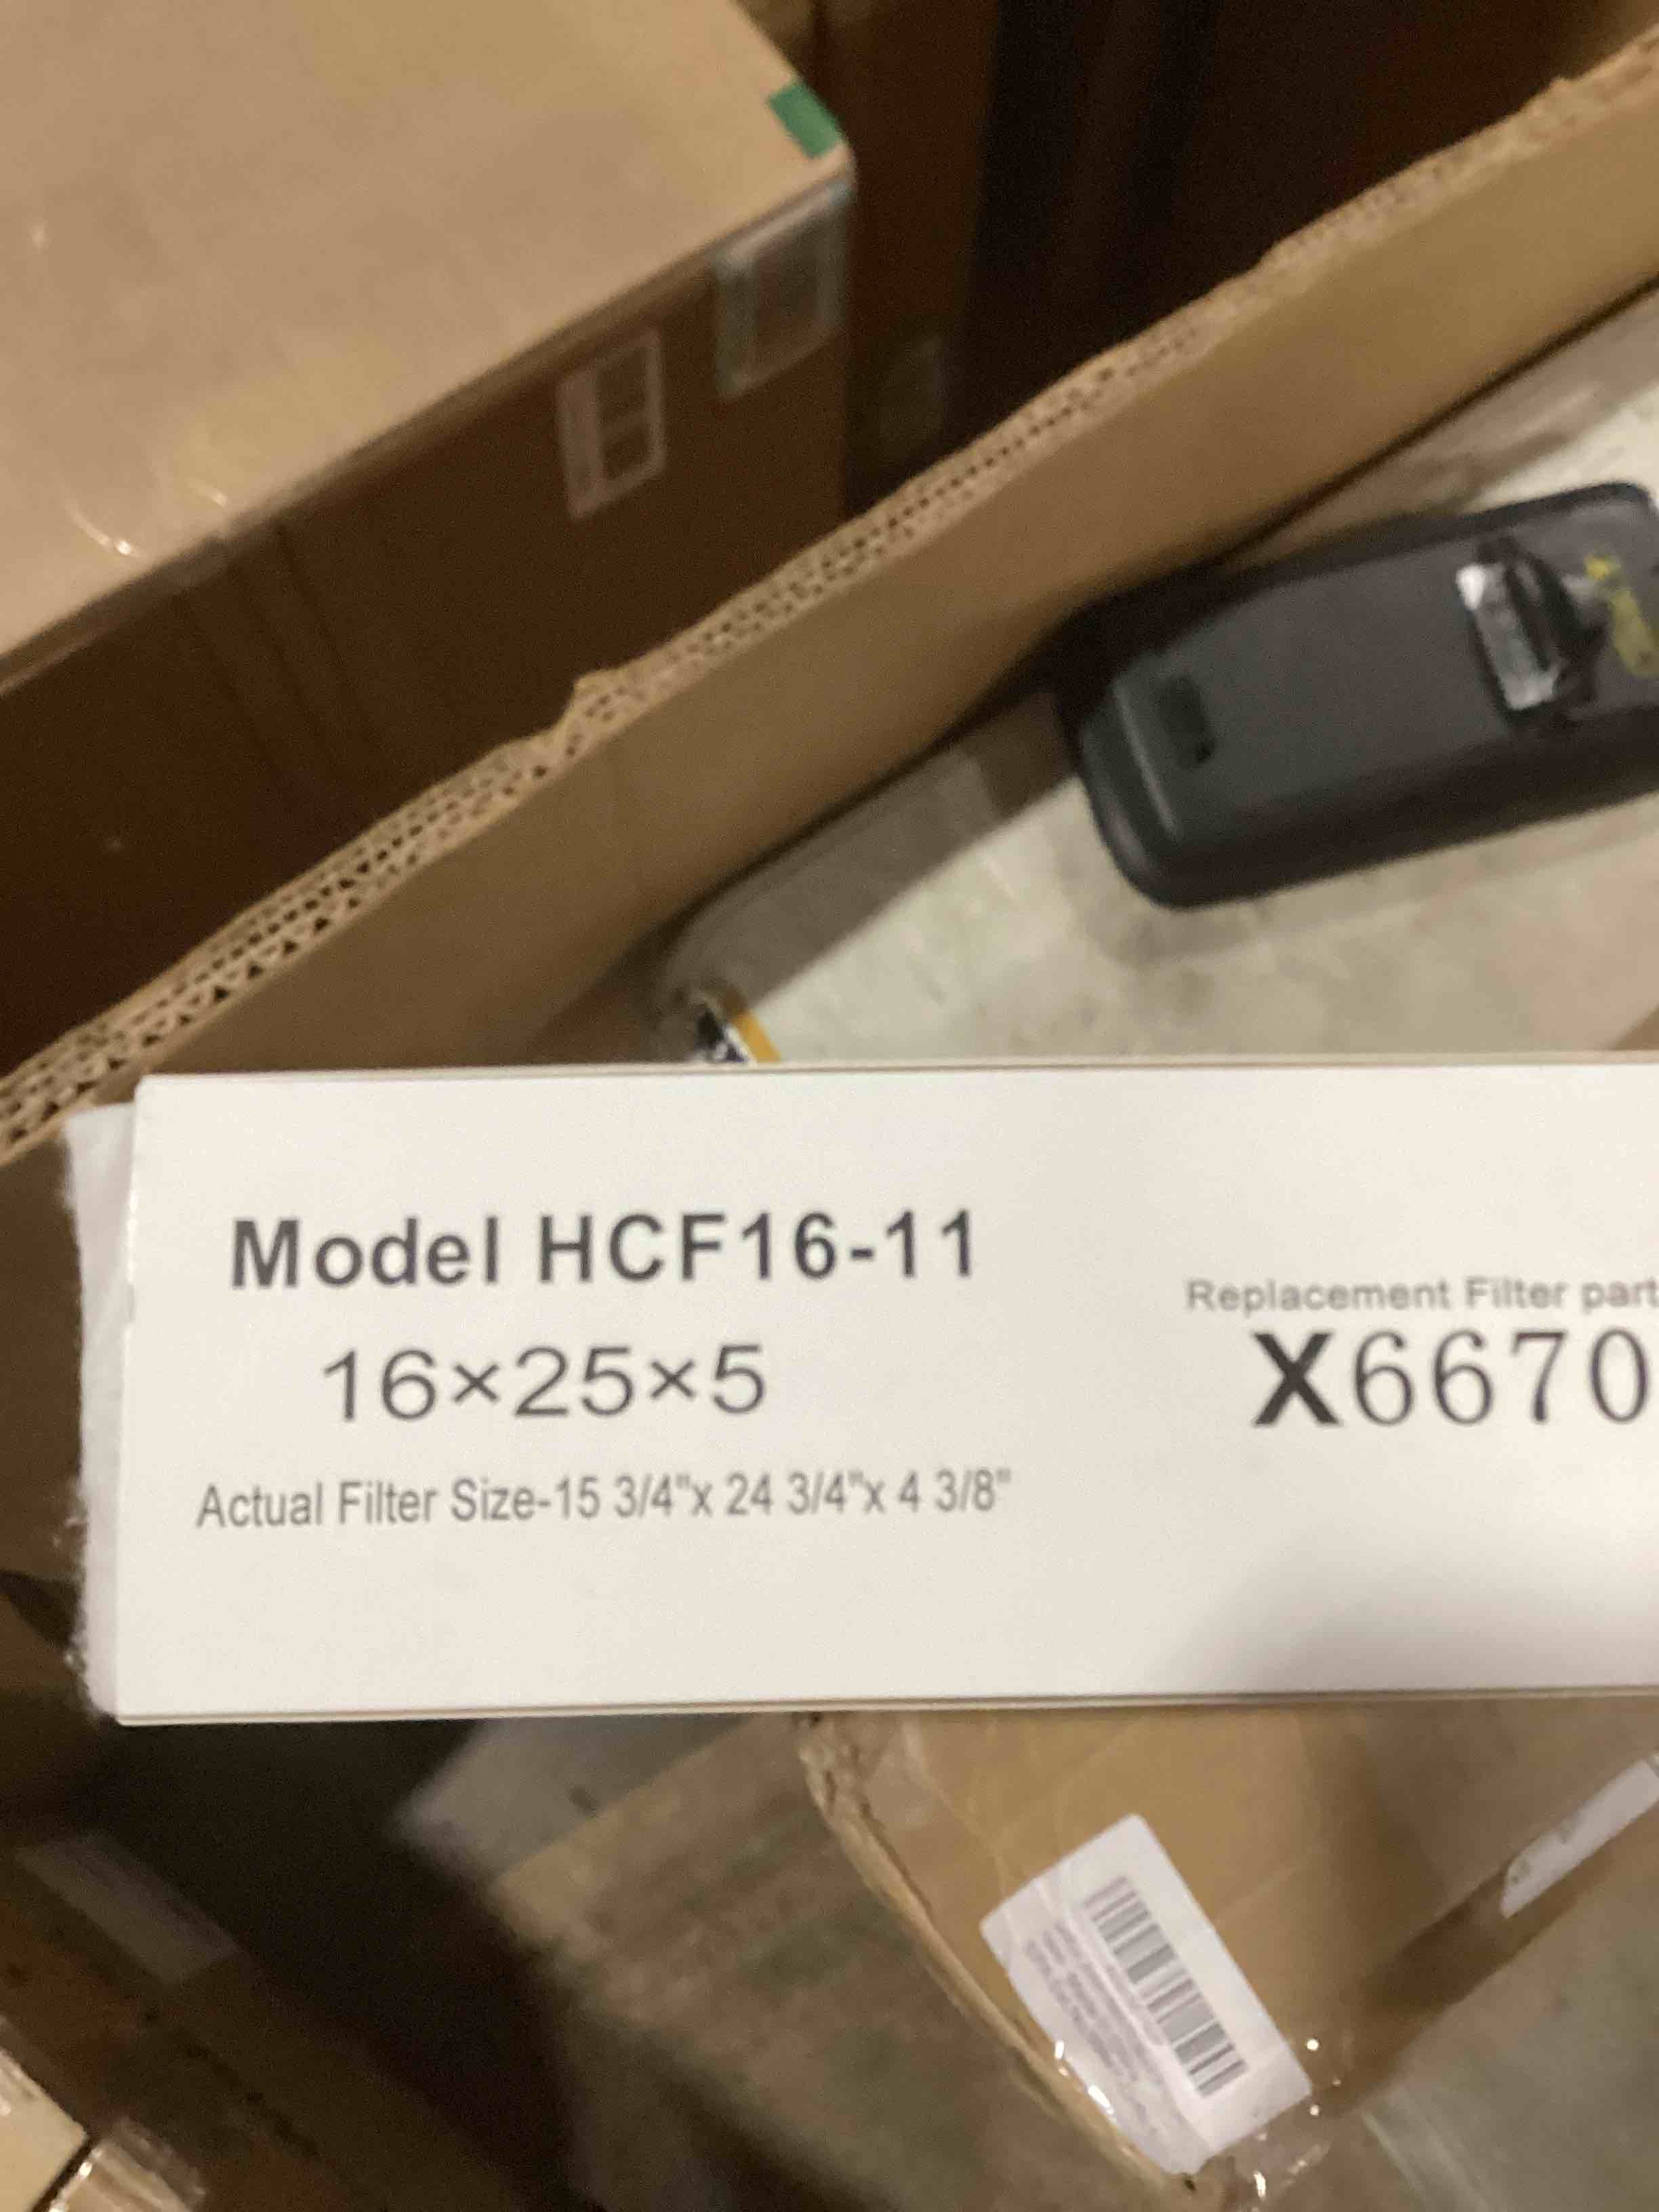 Model HCF16-11
16×25×5
Actual Filter Size-15 3/4"x 24 3/4"x 4 3/8"
Replacement Filter part
X6670